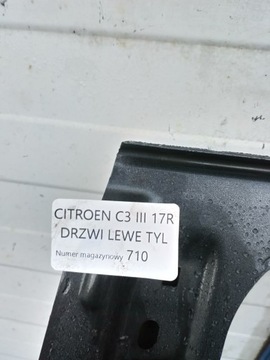 CITROEN C3 III 17R
DRZWI LEWE TYL
Numer magazynowy 710